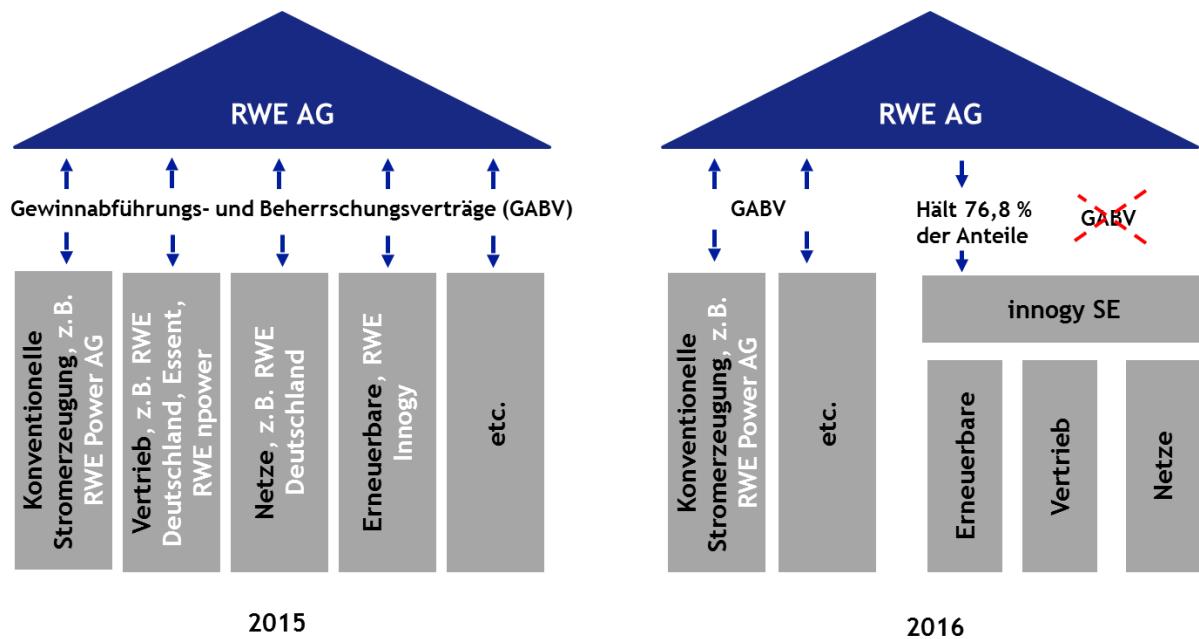 RWE AG
Gewinnabführungs- und Beherrschungsverträge (GABV)
Konventionelle
Stromerzeugung, z.B.
RWE Power AG
Vertrieb, z.B. RWE
Deutschland, Essent,
RWE npower
Netze, z.B. RWE
Deutschland
Erneuerbare, RWE
Innogy
etc.
2015
RWE AG
GABV
Hält 76,8 %
der Anteile
GABV
Konventionelle
Stromerzeugung, z.B.
RWE Power AG
etc.
innogy SE
Erneuerbare
Vertrieb
Netze
2016